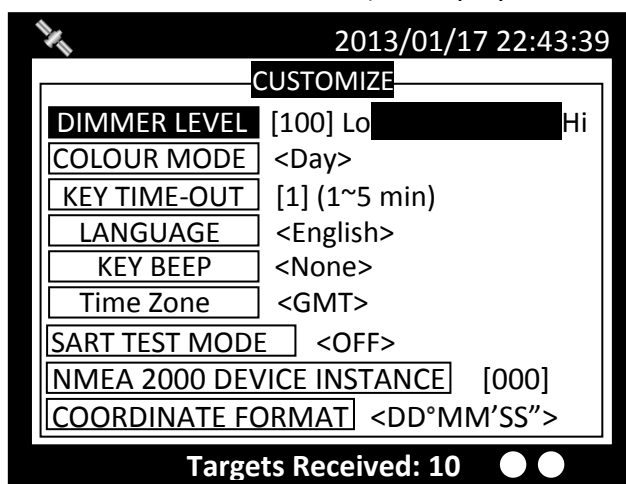 2013/01/17 22:43:39
CUSTOMIZE
DIMMER LEVEL [100] Lo Hi
COLOUR MODE <Day>
KEY TIME-OUT [1] (1~5 min)
LANGUAGE <English>
KEY BEEP <None>
Time Zone <GMT>
SART TEST MODE <OFF>
NMEA 2000 DEVICE INSTANCE [000]
COORDINATE FORMAT <DD°MM’SS”>
Targets Received: 10